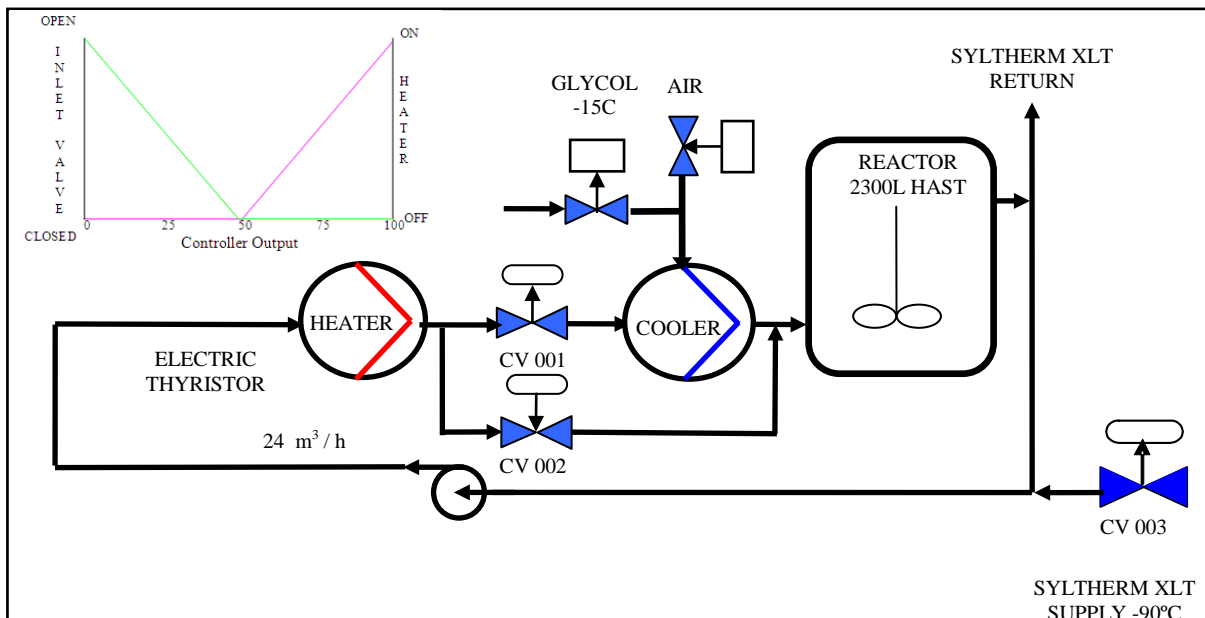 OPEN
ON
INLET VALVE
HEATER
0 25 50 75 100
OFF
CLOSED
Controller Output
GLYCOL
-15C
AIR
SYLTHERM XLT
RETURN
REACTOR
2300L HAST
HEATER
CV 001
COOLER
ELECTRIC
THYRISTOR
CV 002
24 m³ / h
CV 003
SYLTHERM XLT
SUPPLY -90ºC